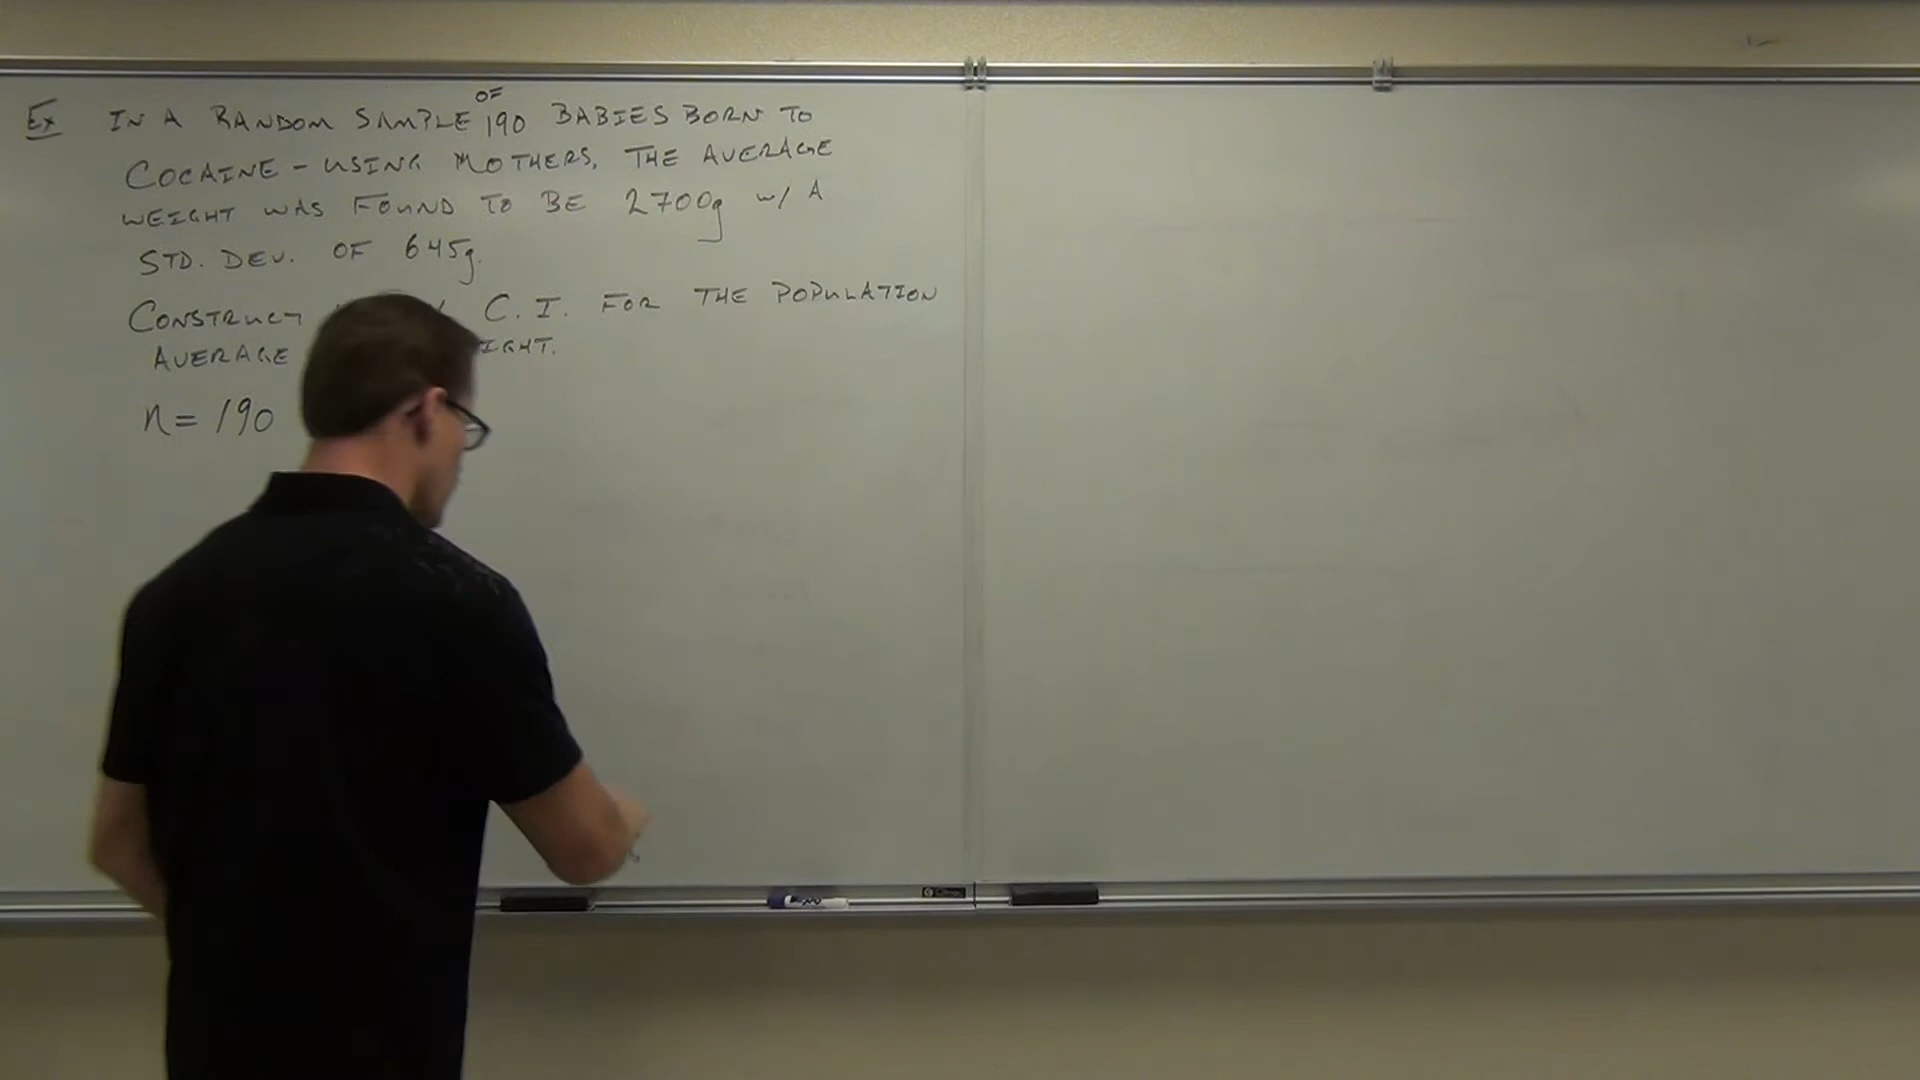 Ex IN A RANDOM SAMPLE OF 190 BABIES BORN TO
COCAINE-USING MOTHERS, THE AVERAGE
WEIGHT WAS FOUND TO BE 2700g w/ A
STD. DEV. OF 645g.
CONSTRUCT C.I. FOR THE POPULATION
AVERAGE
n = 190